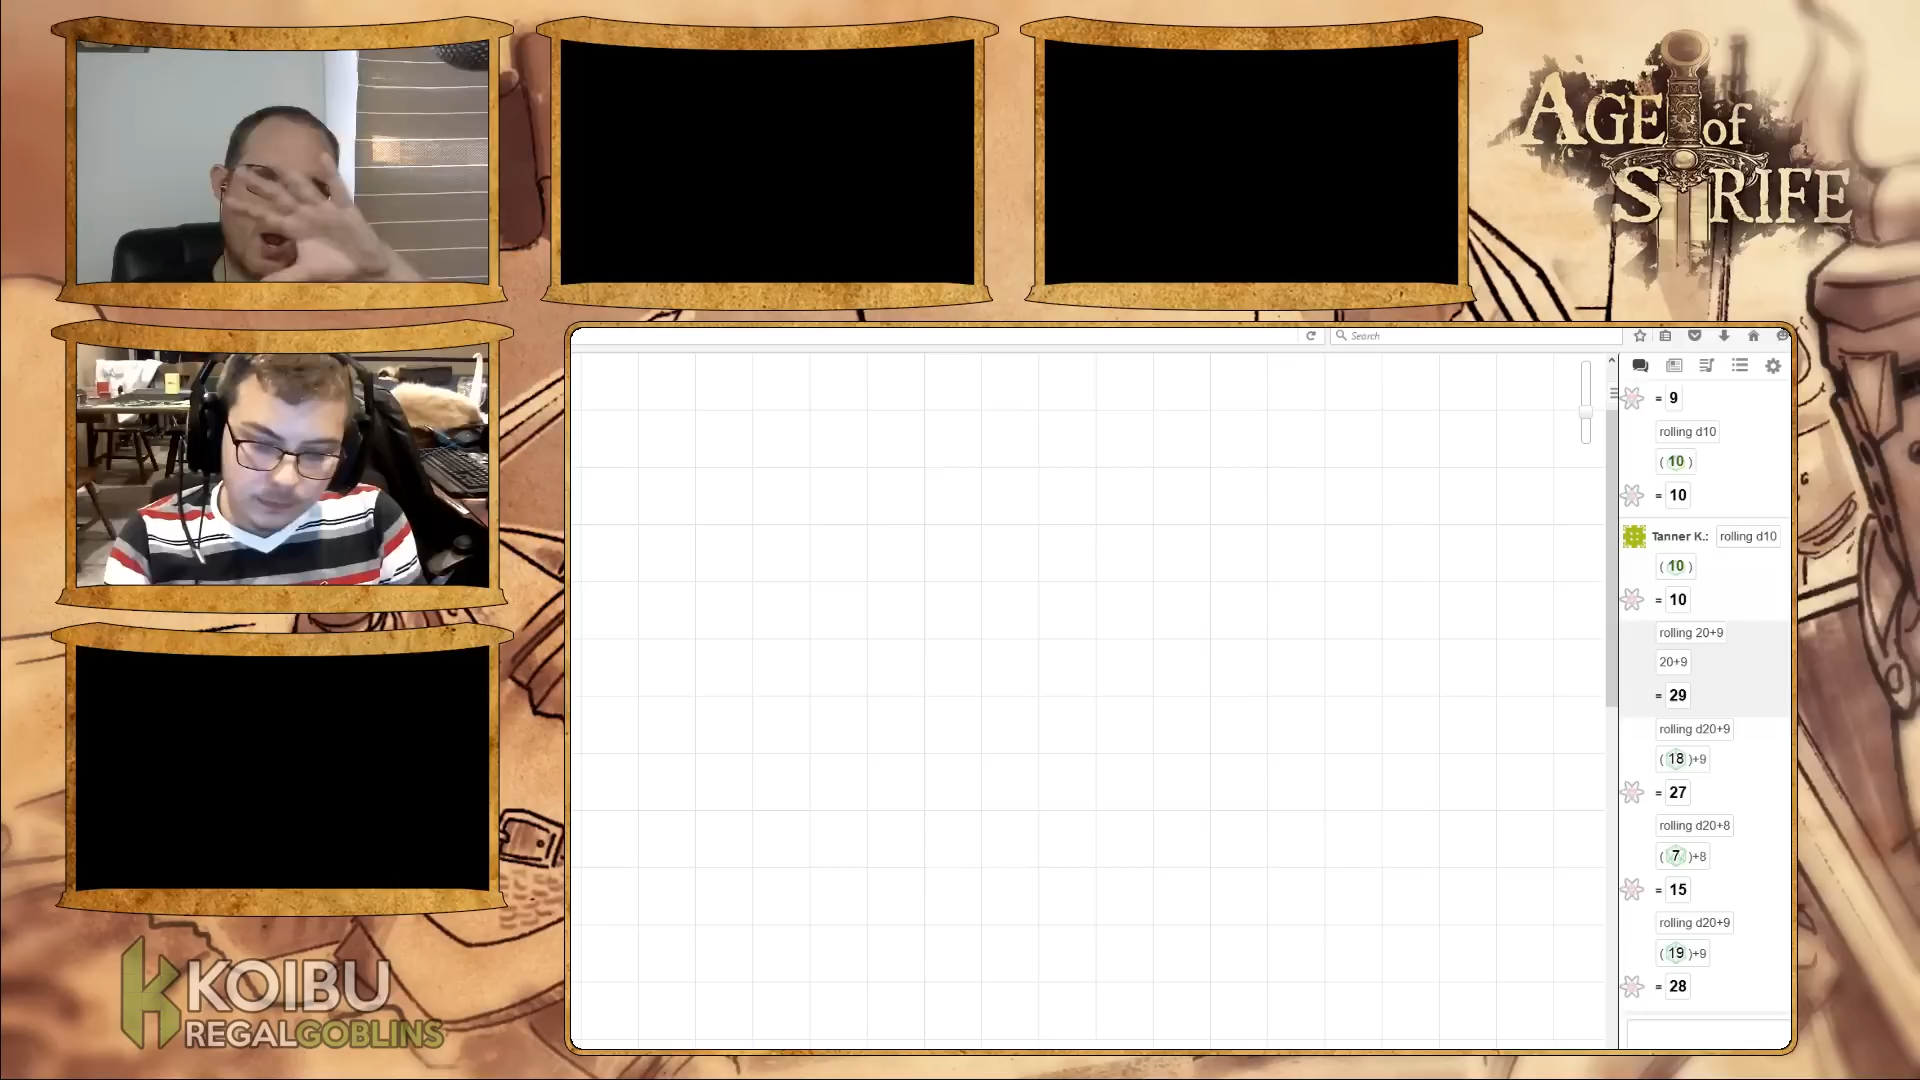 AGE of
STRIFE
Search
= 9
rolling d10
(10)
= 10
Tanner K.: rolling d10
(10)
= 10
rolling 20+9
20+9
= 29
rolling d20+9
(18)+9
= 27
rolling d20+8
(7)+8
= 15
rolling d20+9
(19)+9
= 28
KOIBU
REGALGOBLINS